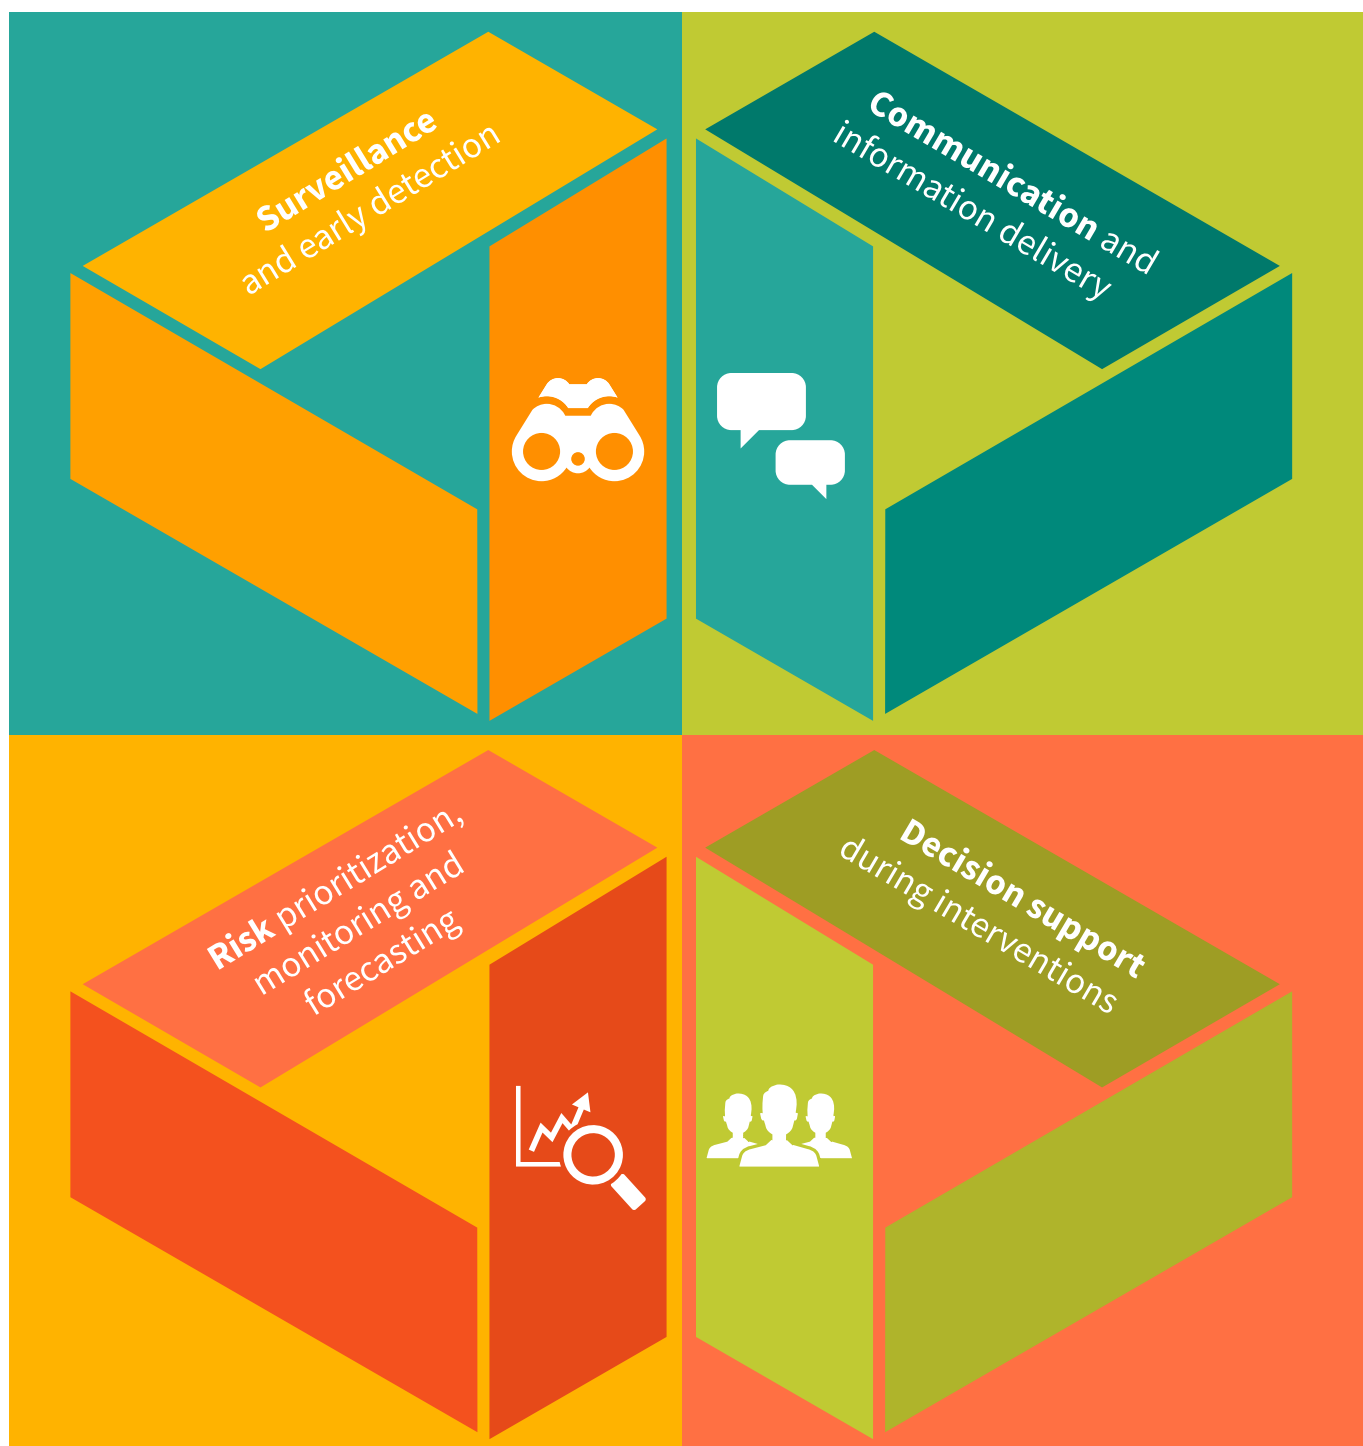 Surveillance
and early detection
Communication and
information delivery
Risk prioritization,
monitoring and
forecasting
Decision support
during interventions